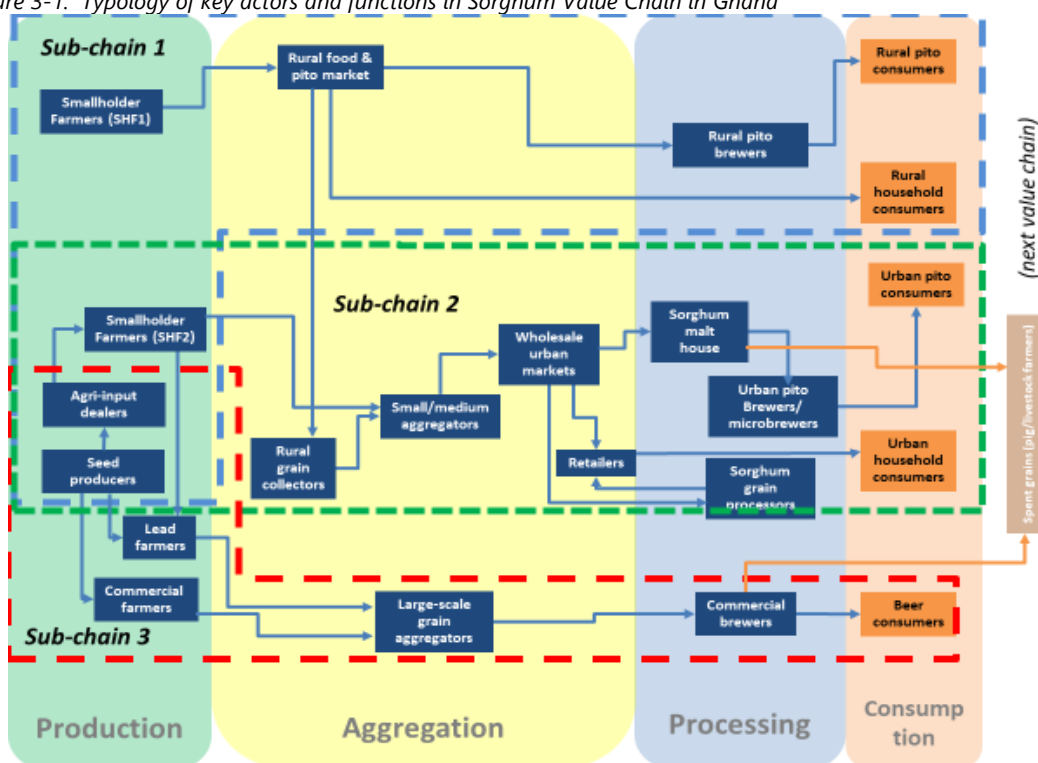 ure 3-1. Typology of key actors and functions in Sorghum Value Chain in Ghana
Sub-chain 1
Smallholder
Farmers (SHF1)
Rural food &
pito market
Rural pito
brewers
Rural pito
consumers
Rural
household
consumers
(next value chain)
Sub-chain 2
Smallholder
Farmers (SHF2)
Agri-input
dealers
Seed
producers
Rural
grain
collectors
Small/medium
aggregators
Wholesale
urban
markets
Retailers
Sorghum
malt
house
Urban pito
Brewers/
microbrewers
Sorghum
grain
processors
Urban pito
consumers
Urban
household
consumers
Spent grains (pig/livestock farmers)
Lead
farmers
Commercial
farmers
Sub-chain 3
Large-scale
grain
aggregators
Commercial
brewers
Beer
consumers
Production
Aggregation
Processing
Consump
tion